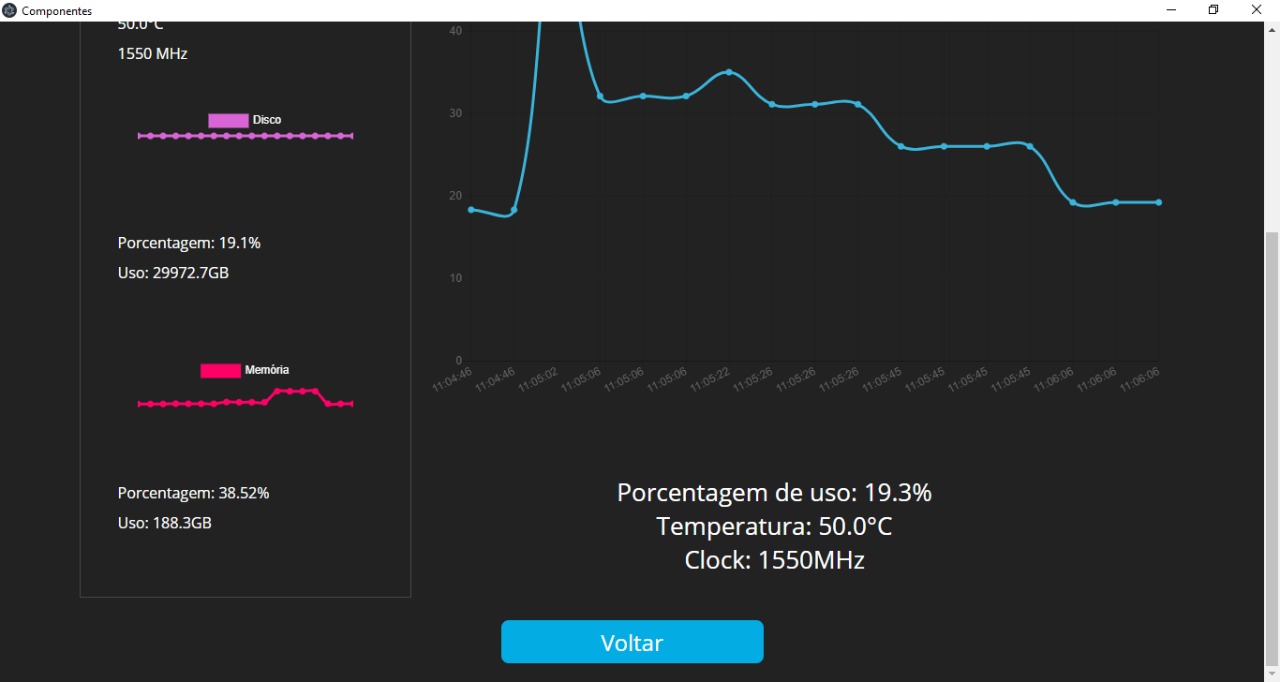 Componentes
50.0°C
1550 MHz
Disco
Porcentagem: 19.1%
Uso: 29972.7GB
Memória
Porcentagem: 38.52%
Uso: 188.3GB
40
30
20
10
0
11:04:46 11:04:46 11:05:02 11:05:06 11:05:06 11:05:06 11:05:22 11:05:26 11:05:26 11:05:26 11:05:45 11:05:45 11:05:45 11:05:45 11:06:06 11:06:06 11:06:06
Porcentagem de uso: 19.3%
Temperatura: 50.0°C
Clock: 1550MHz
Voltar